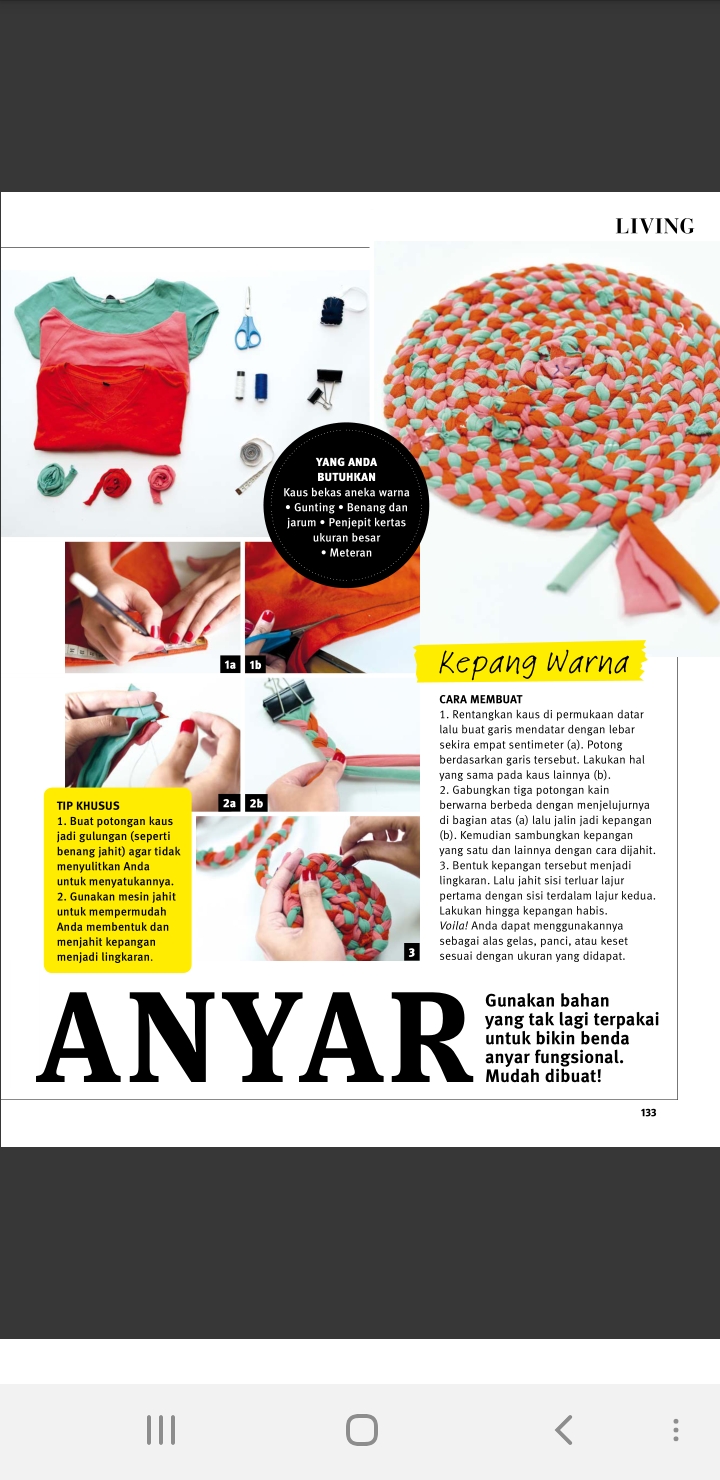 LIVING
YANG ANDA
BUTUHKAN
Kaus bekas aneka warna
• Gunting • Benang dan
jarum • Penjepit kertas
ukuran besar
• Meteran
1a
1b
2a
2b
3
Kepang Warna
CARA MEMBUAT
1. Rentangkan kaus di permukaan datar
lalu buat garis mendatar dengan lebar
sekira empat sentimeter (a). Potong
berdasarkan garis tersebut. Lakukan hal
yang sama pada kaus lainnya (b).
2. Gabungkan tiga potongan kain
berwarna berbeda dengan menjelujurnya
di bagian atas (a) lalu jalin jadi kepangan
(b). Kemudian sambungkan kepangan
yang satu dan lainnya dengan cara dijahit.
3. Bentuk kepangan tersebut menjadi
lingkaran. Lalu jahit sisi terluar lajur
pertama dengan sisi terdalam lajur kedua.
Lakukan hingga kepangan habis.
Voila! Anda dapat menggunakannya
sebagai alas gelas, panci, atau keset
sesuai dengan ukuran yang didapat.
TIP KHUSUS
1. Buat potongan kaus
jadi gulungan (seperti
benang jahit) agar tidak
menyulitkan Anda
untuk menyatukannya.
2. Gunakan mesin jahit
untuk mempermudah
Anda membentuk dan
menjahit kepangan
menjadi lingkaran.
ANYAR
Gunakan bahan
yang tak lagi terpakai
untuk bikin benda
anyar fungsional.
Mudah dibuat!
133